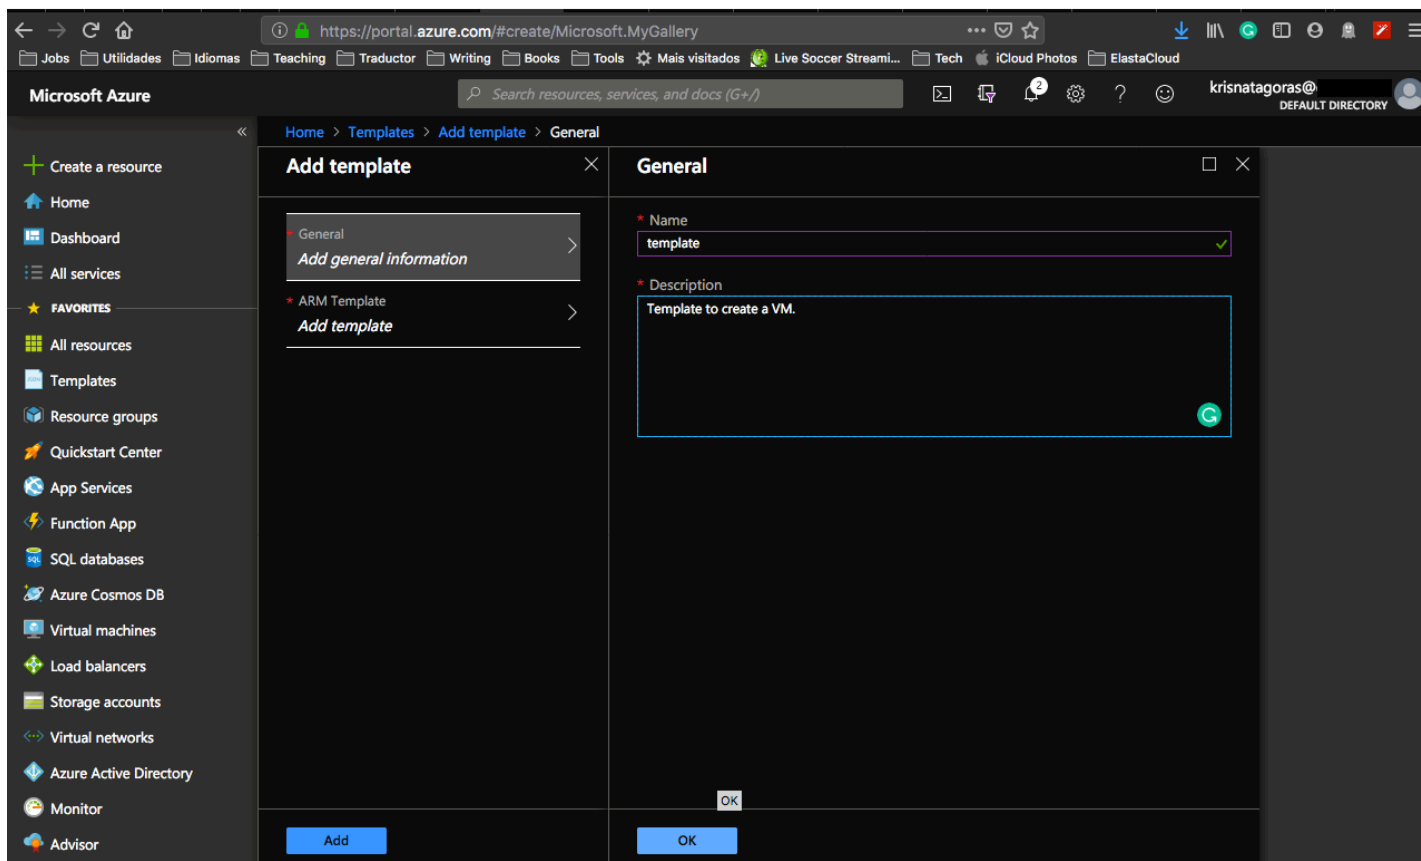 https://portal.azure.com/#create/Microsoft.MyGallery
Jobs Utilidades Idiomas Teaching Traductor Writing Books Tools Mais visitados Live Soccer Streami... Tech iCloud Photos ElastaCloud
Microsoft Azure
Search resources, services, and docs (G+/)
2
krisnatagoras@
DEFAULT DIRECTORY
Home > Templates > Add template > General
Create a resource
Home
Dashboard
All services
FAVORITES
All resources
Templates
Resource groups
Quickstart Center
App Services
Function App
SQL databases
Azure Cosmos DB
Virtual machines
Load balancers
Storage accounts
Virtual networks
Azure Active Directory
Monitor
Advisor
Add template
* General
Add general information
* ARM Template
Add template
Add
General
* Name
template
* Description
Template to create a VM.
OK
OK